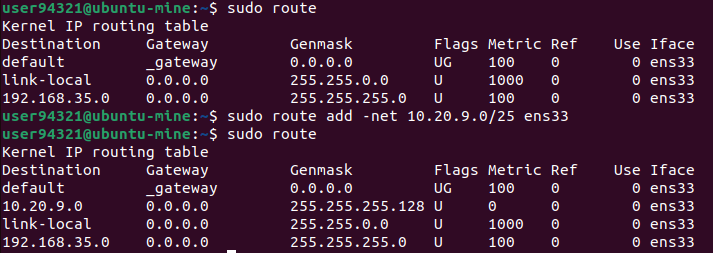 user94321@ubuntu-mine:~$ sudo route
Kernel IP routing table
Destination     Gateway         Genmask         Flags Metric Ref    Use Iface
default         _gateway        0.0.0.0         UG    100    0        0 ens33
link-local      0.0.0.0         255.255.0.0     U     1000   0        0 ens33
192.168.35.0    0.0.0.0         255.255.255.0   U     100    0        0 ens33
user94321@ubuntu-mine:~$ sudo route add -net 10.20.9.0/25 ens33
user94321@ubuntu-mine:~$ sudo route
Kernel IP routing table
Destination     Gateway         Genmask         Flags Metric Ref    Use Iface
default         _gateway        0.0.0.0         UG    100    0        0 ens33
10.20.9.0       0.0.0.0         255.255.255.128 U     0      0        0 ens33
link-local      0.0.0.0         255.255.0.0     U     1000   0        0 ens33
192.168.35.0    0.0.0.0         255.255.255.0   U     100    0        0 ens33